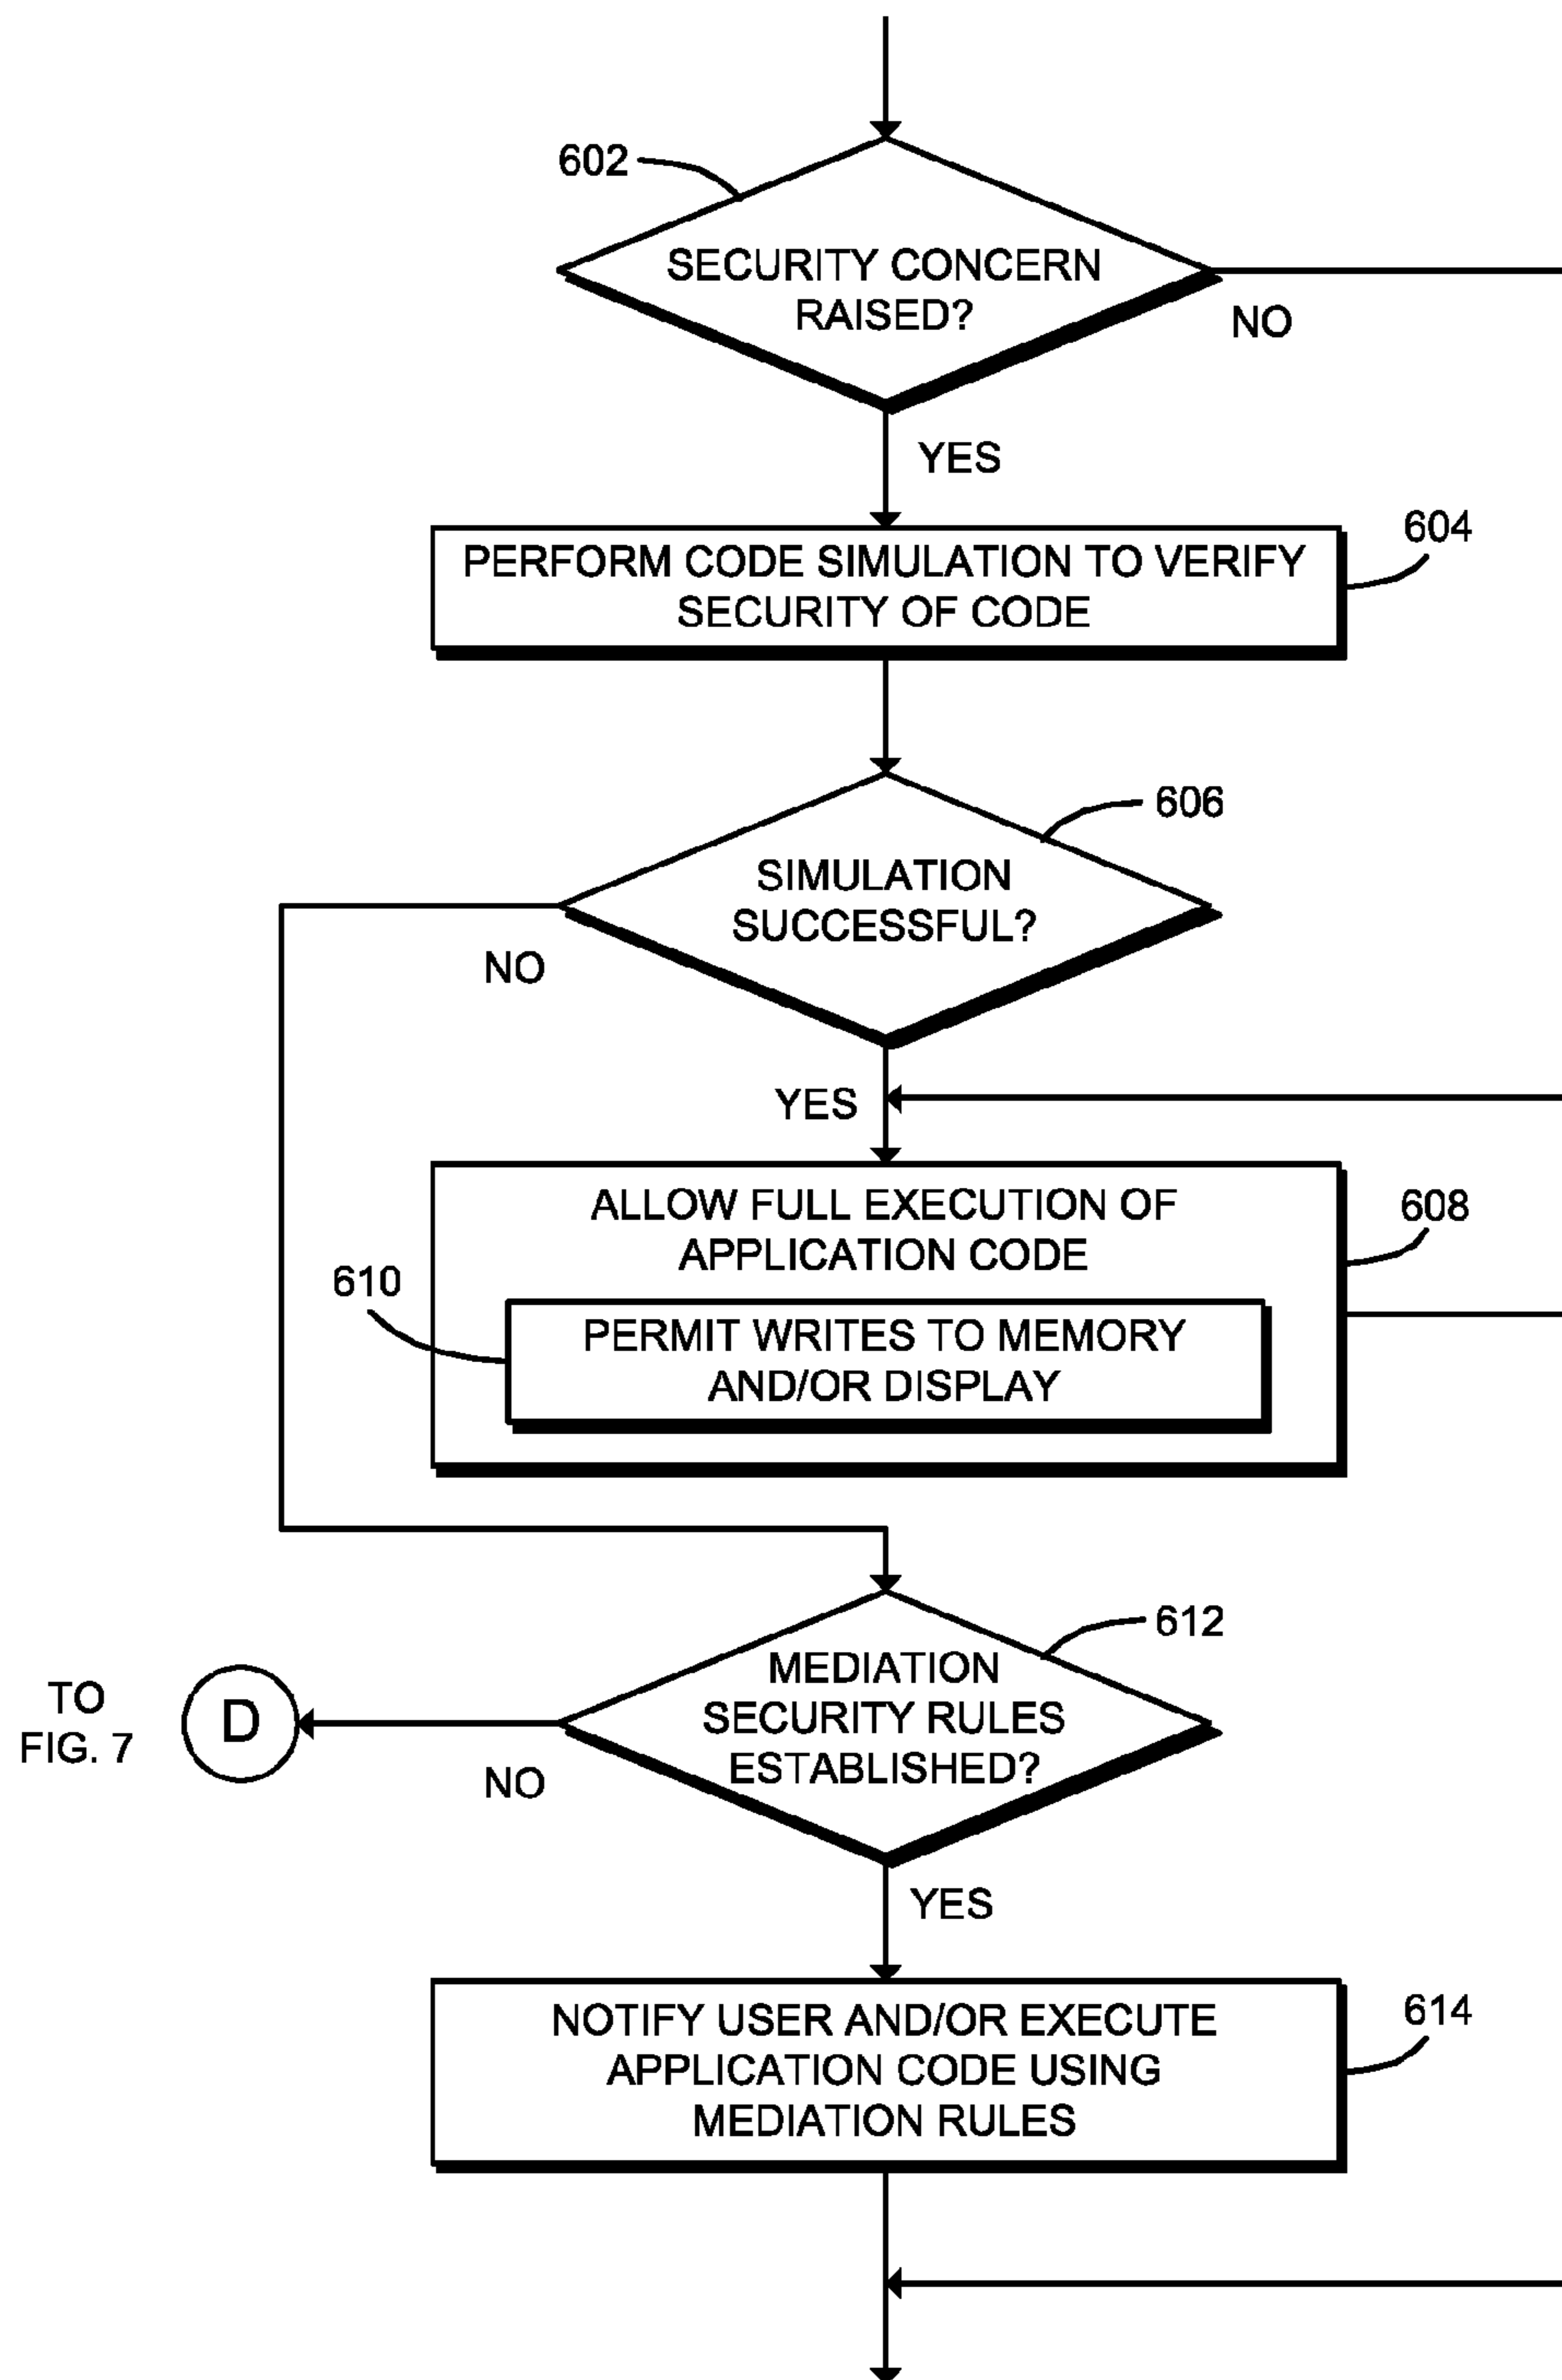 602
SECURITY CONCERN
RAISED?
NO
YES
604
PERFORM CODE SIMULATION TO VERIFY
SECURITY OF CODE
606
SIMULATION
SUCCESSFUL?
NO
YES
608
ALLOW FULL EXECUTION OF
APPLICATION CODE
610
PERMIT WRITES TO MEMORY
AND/OR DISPLAY
612
MEDIATION
SECURITY RULES
ESTABLISHED?
TO
FIG. 7
D
NO
YES
614
NOTIFY USER AND/OR EXECUTE
APPLICATION CODE USING
MEDIATION RULES